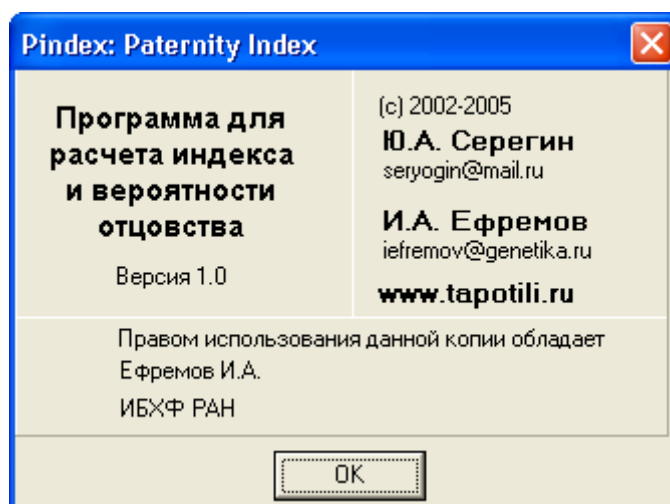 Pindex: Paternity Index
Программа для
расчета индекса
и вероятности
отцовства
Версия 1.0
(c) 2002-2005
Ю.А. Серегин
seryogin@mail.ru
И.А. Ефремов
iefremov@genetika.ru
www.tapotili.ru
Правом использования данной копии обладает
Ефремов И.А.
ИБХФ РАН
OK